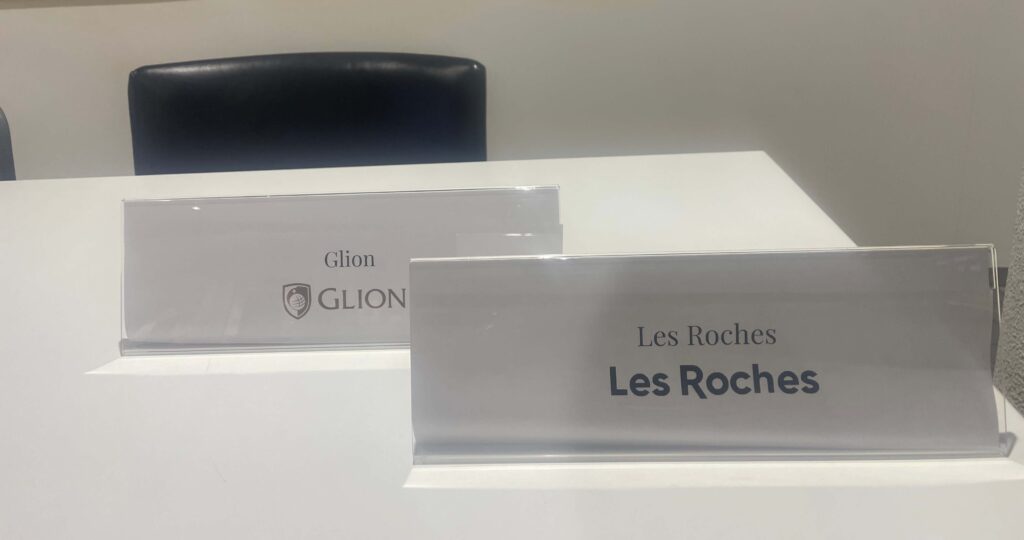 Glion
GLION
Les Roches
Les Roches